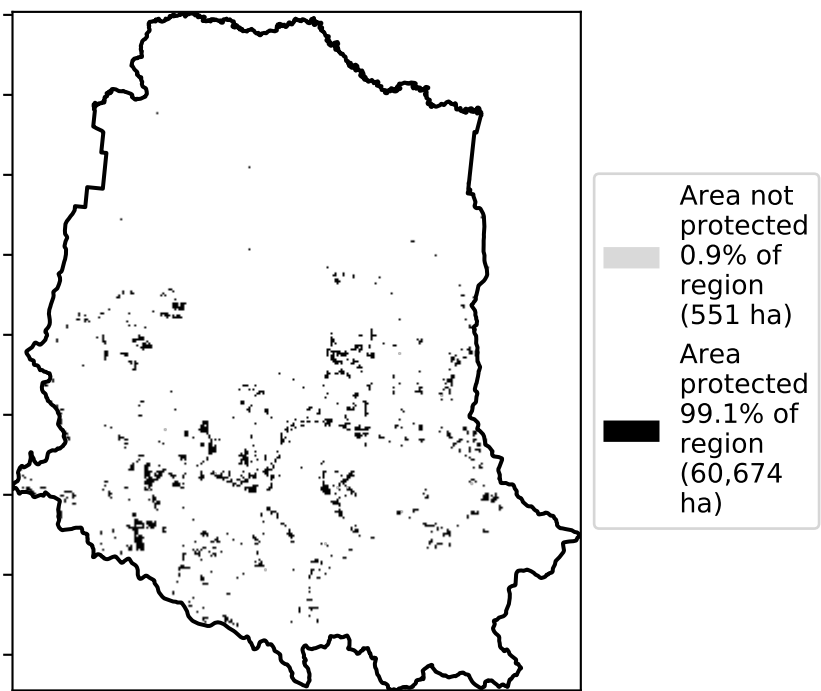 Area not
protected
0.9% of
region
(551 ha)
Area
protected
99.1% of
region
(60,674
ha)